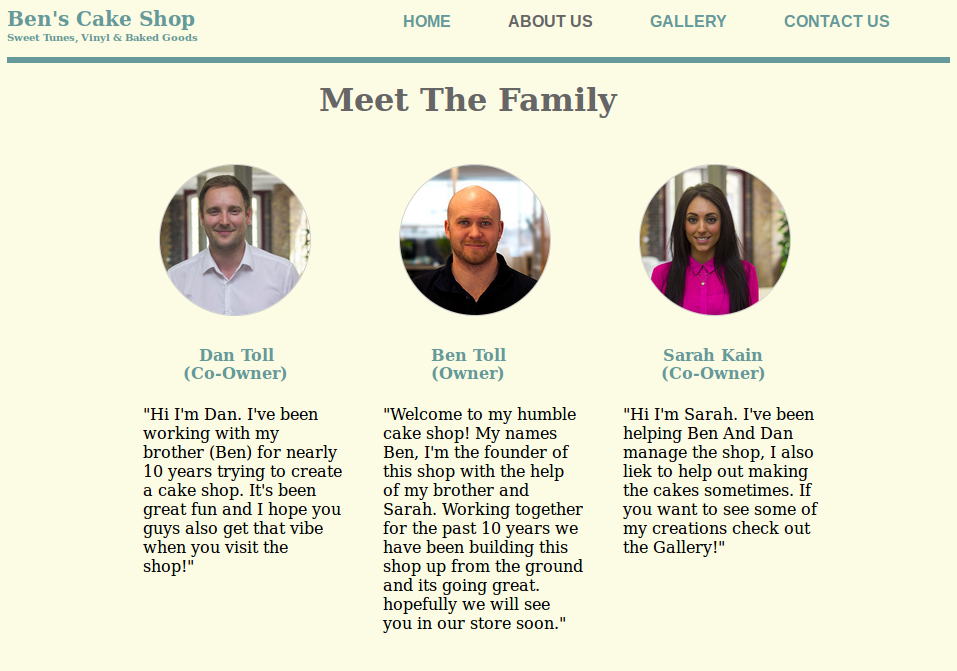 Ben's Cake Shop
Sweet Tunes, Vinyl & Baked Goods
HOME ABOUT US GALLERY CONTACT US
Meet The Family
Dan Toll
(Co-Owner)
"Hi I'm Dan. I've been
working with my
brother (Ben) for nearly
10 years trying to create
a cake shop. It's been
great fun and I hope you
guys also get that vibe
when you visit the
shop!"
Ben Toll
(Owner)
"Welcome to my humble
cake shop! My names
Ben, I'm the founder of
this shop with the help
of my brother and
Sarah. Working together
for the past 10 years we
have been building this
shop up from the ground
and its going great.
hopefully we will see
you in our store soon."
Sarah Kain
(Co-Owner)
"Hi I'm Sarah. I've been
helping Ben And Dan
manage the shop, I also
liek to help out making
the cakes sometimes. If
you want to see some of
my creations check out
the Gallery!"